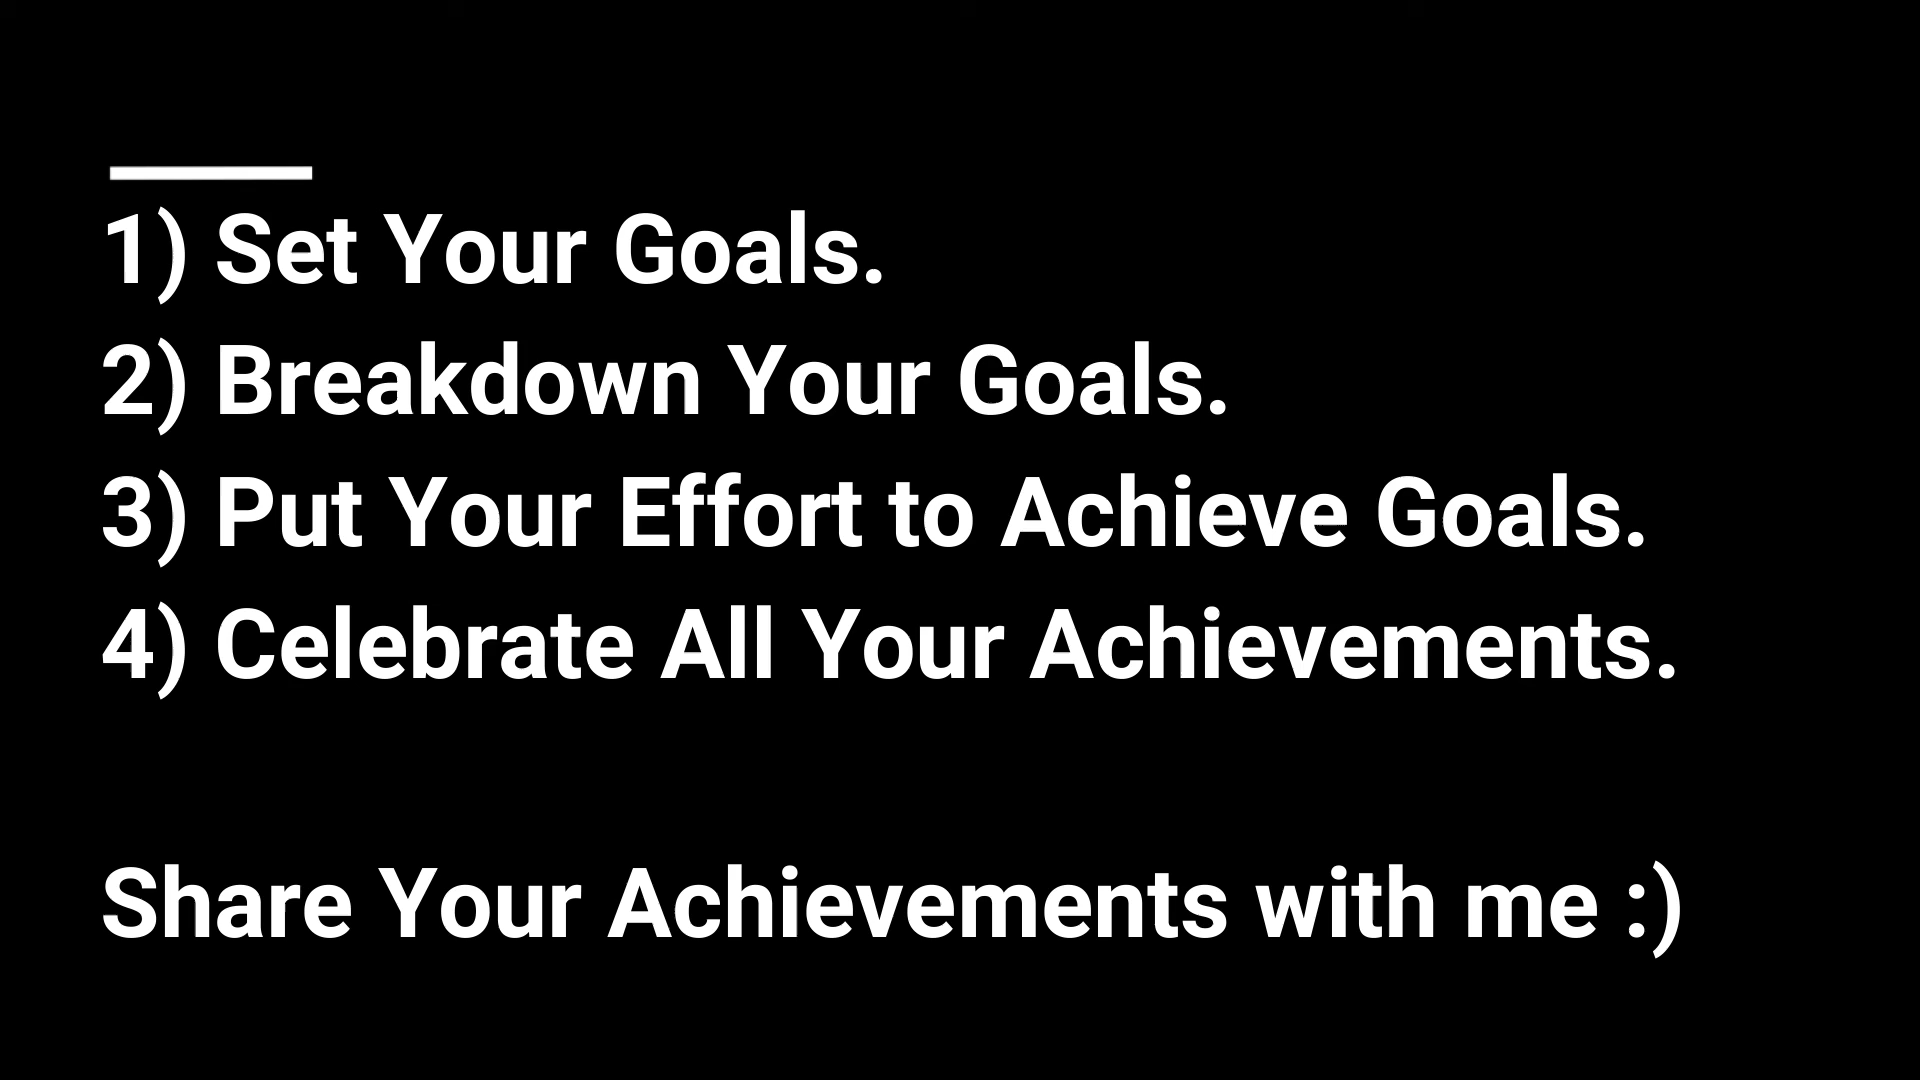 1) Set Your Goals.
2) Breakdown Your Goals.
3) Put Your Effort to Achieve Goals.
4) Celebrate All Your Achievements.
Share Your Achievements with me :)